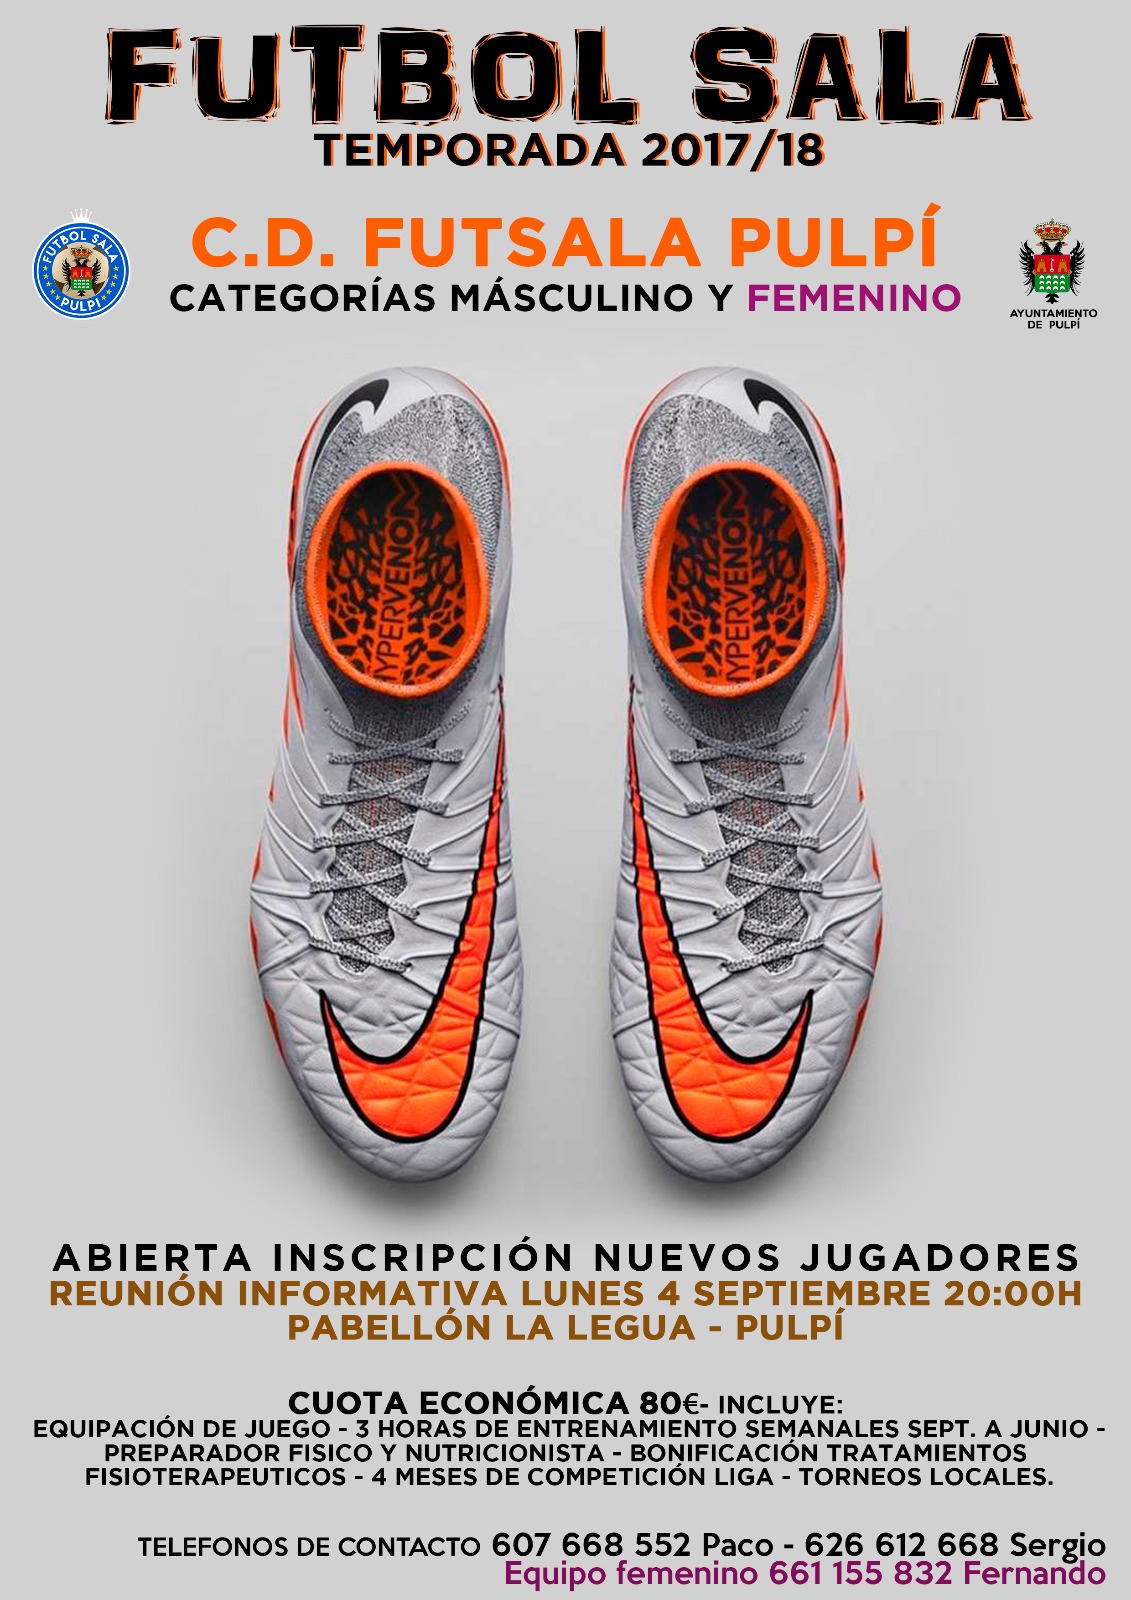 FUTBOL SALA
TEMPORADA 2017/18
C.D. FUTSALA PULPÍ
CATEGORÍAS MÁSCULINO Y FEMENINO
FUTBOL SALA
PULPI
AYUNTAMIENTO
DE PULPÍ
HYPERVENOM
HYPERVENOM
ABIERTA INSCRIPCIÓN NUEVOS JUGADORES
REUNIÓN INFORMATIVA LUNES 4 SEPTIEMBRE 20:00H
PABELLÓN LA LEGUA - PULPÍ
CUOTA ECONÓMICA 80€- INCLUYE:
EQUIPACIÓN DE JUEGO - 3 HORAS DE ENTRENAMIENTO SEMANALES SEPT. A JUNIO -
PREPARADOR FISICO Y NUTRICIONISTA - BONIFICACIÓN TRATAMIENTOS
FISIOTERAPEUTICOS - 4 MESES DE COMPETICIÓN LIGA - TORNEOS LOCALES.
TELEFONOS DE CONTACTO 607 668 552 Paco - 626 612 668 Sergio
Equipo femenino 661 155 832 Fernando